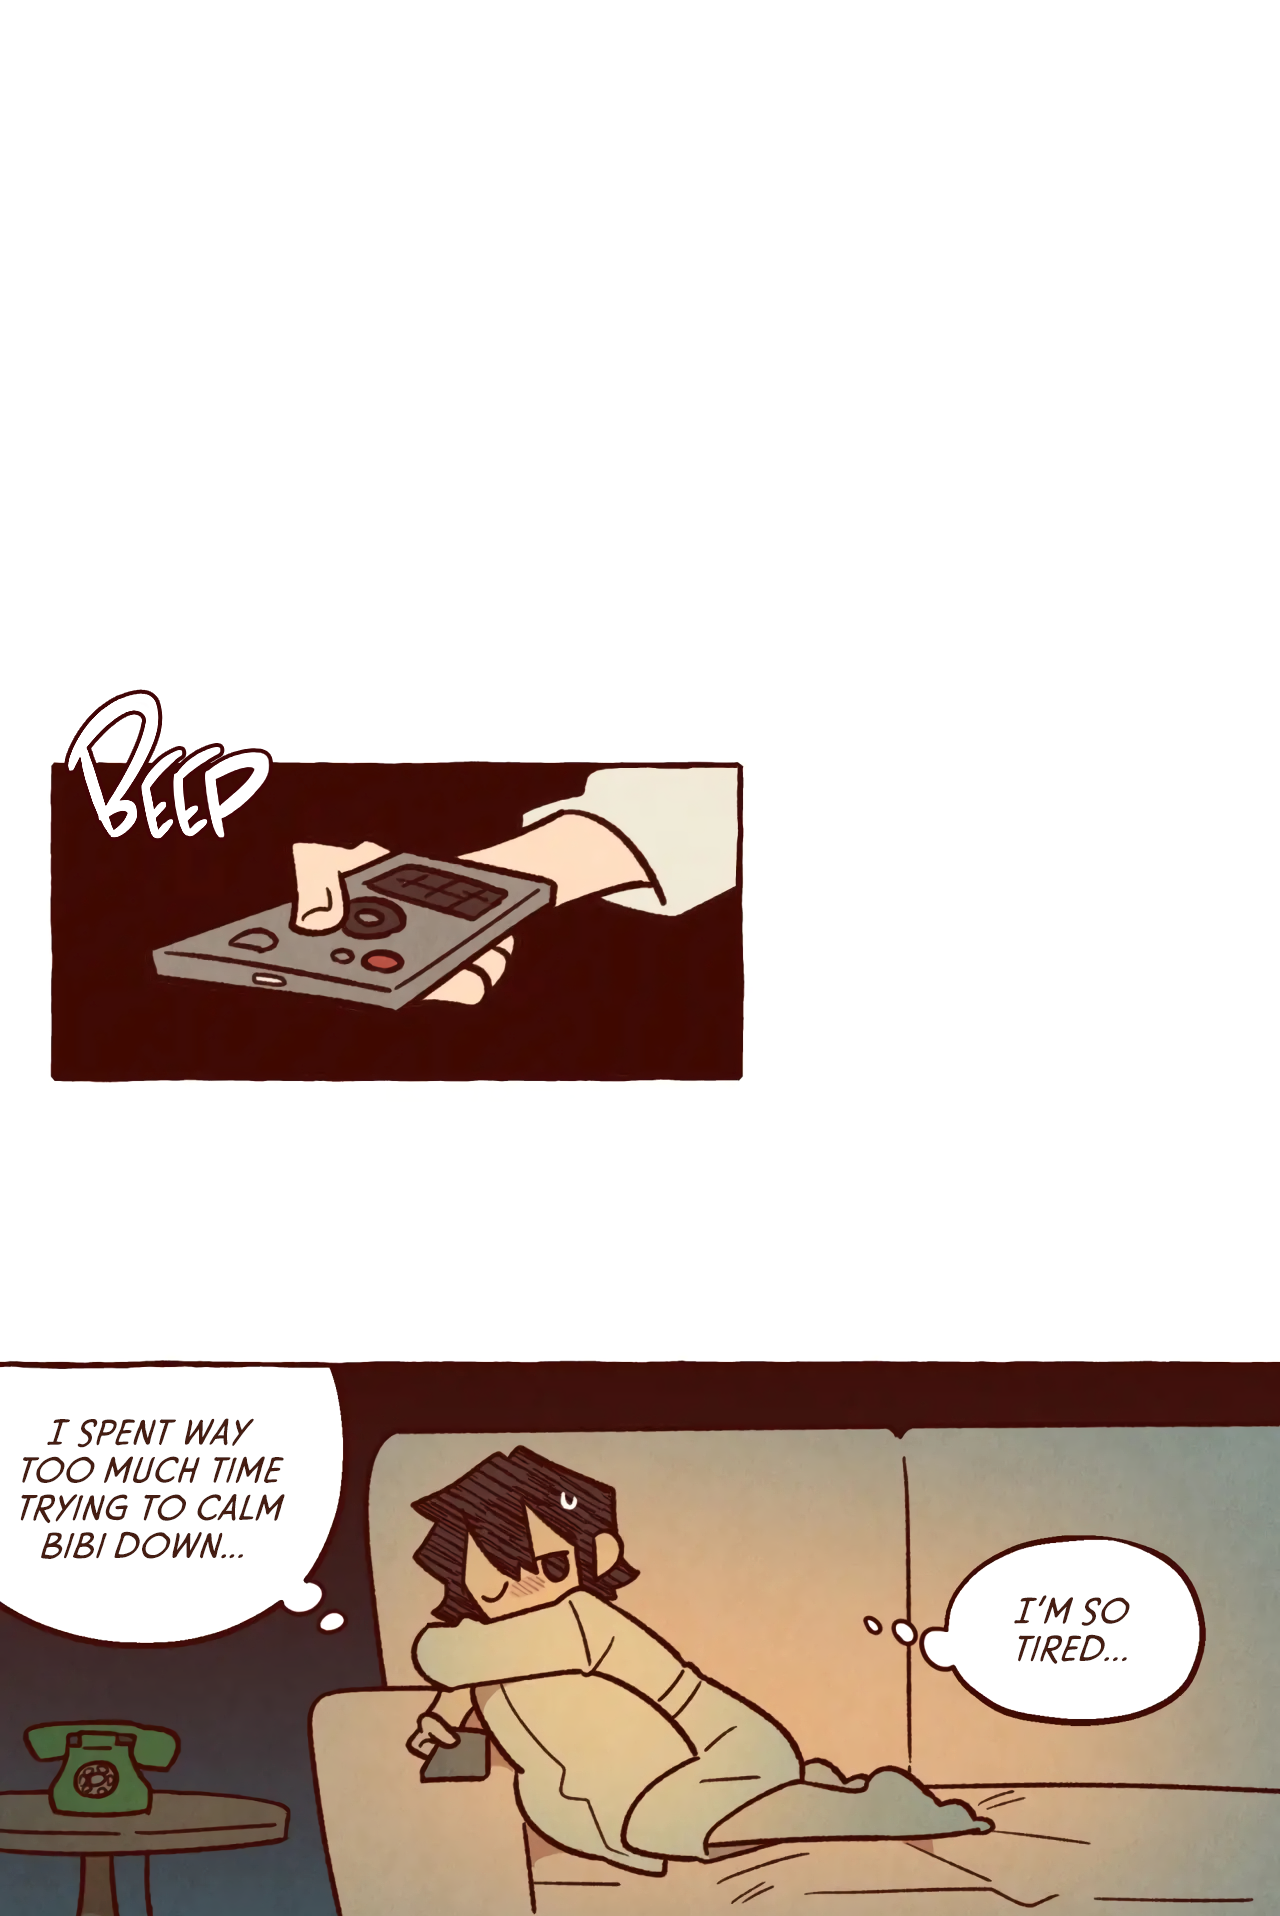 BEEP
I SPENT WAY
TOO MUCH TIME
TRYING TO CALM
BIBI DOWN...
I'M SO
TIRED...